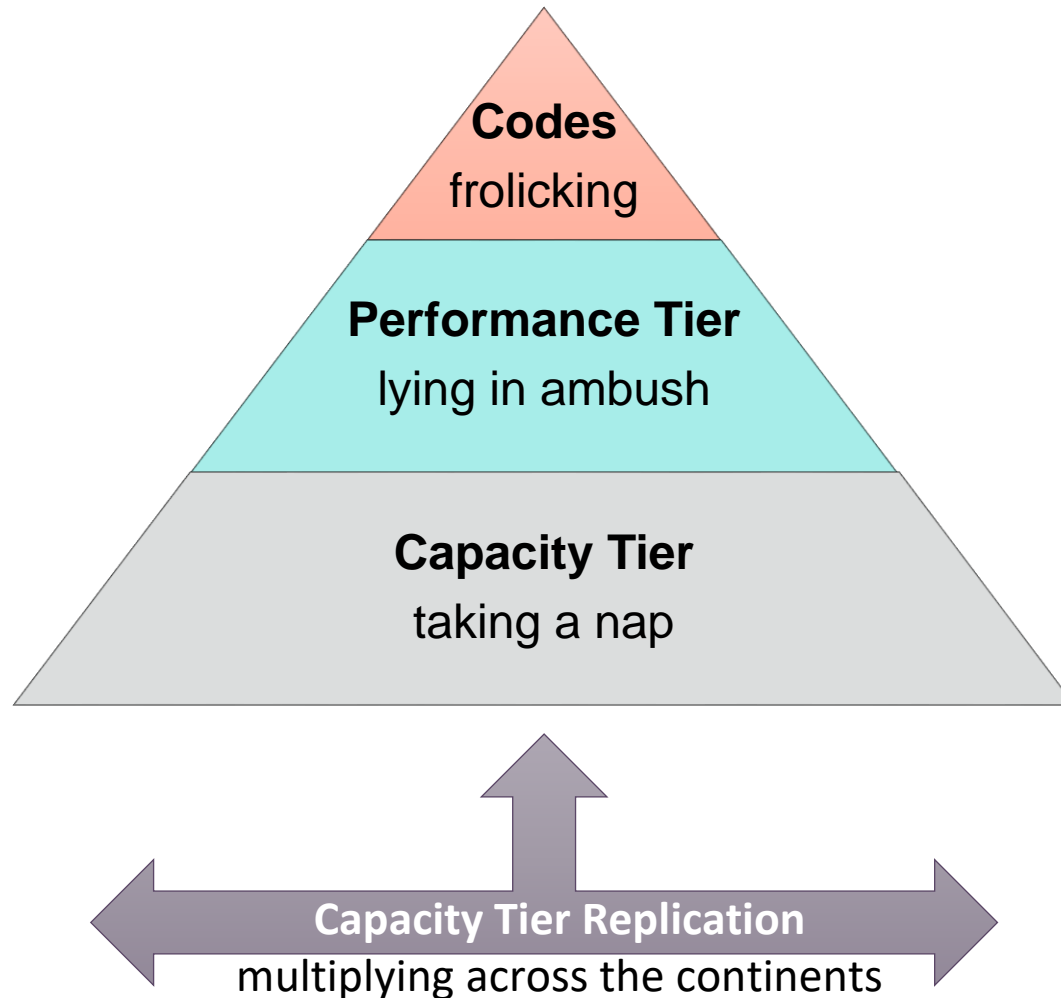 Codes
frolicking
Performance Tier
lying in ambush
Capacity Tier
taking a nap
Capacity Tier Replication
multiplying across the continents